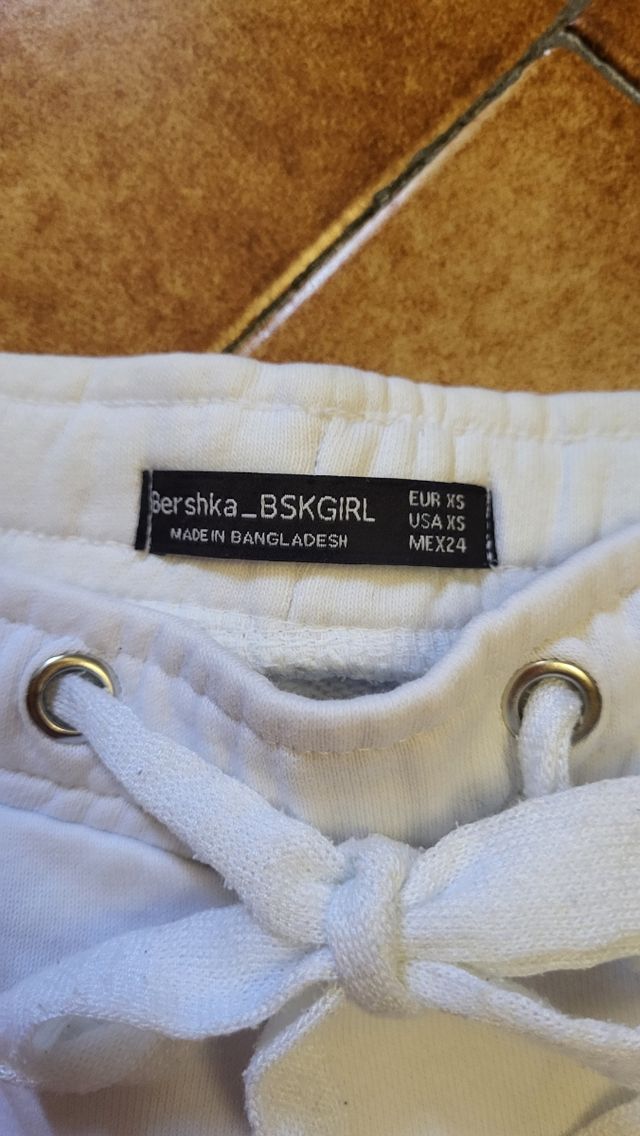 Bershka_BSKGIRL
MADE IN BANGLADESH
EUR XS
USA XS
MEX24